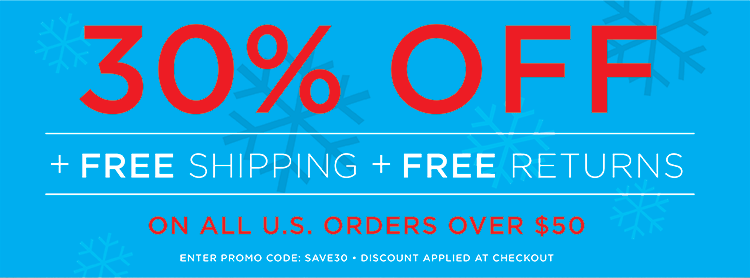 30% OFF
+ FREE SHIPPING + FREE RETURNS
ON ALL U.S. ORDERS OVER $50
ENTER PROMO CODE: SAVE30 • DISCOUNT APPLIED AT CHECKOUT